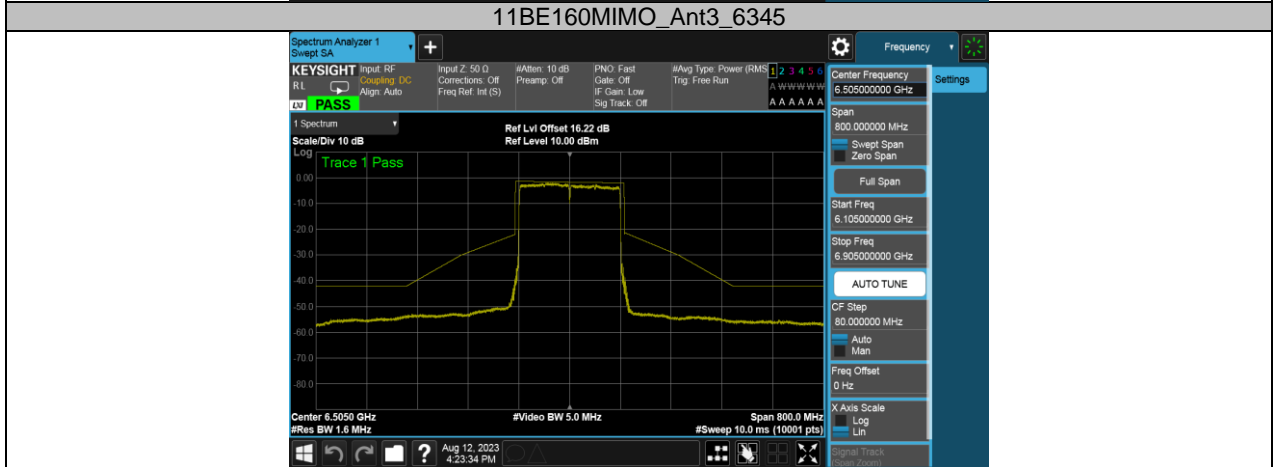 11BE160MIMO_Ant3_6345
Spectrum Analyzer 1
Swept SA
+
Frequency
KEYSIGHT
RL
LXI
PASS
Input: RF
Coupling: DC
Align: Auto
Input Z: 50 Ω
Corrections: Off
Freq Ref: Int (S)
#Atten: 10 dB
Preamp: Off
PNO: Fast
Gate: Off
IF Gain: Low
Sig Track: Off
#Avg Type: Power (RMS
Trig: Free Run
1 2 3 4 5 6
A W W W W W
A A A A A A
1 Spectrum
Scale/Div 10 dB
Ref Lvl Offset 16.22 dB
Ref Level 10.00 dBm
Log
Trace 1 Pass
0.00
-10.0
-20.0
-30.0
-40.0
-50.0
-60.0
-70.0
-80.0
Center 6.5050 GHz
#Res BW 1.6 MHz
#Video BW 5.0 MHz
Span 800.0 MHz
#Sweep 10.0 ms (10001 pts)
Center Frequency
6.505000000 GHz
Settings
Span
800.000000 MHz
Swept Span
Zero Span
Full Span
Start Freq
6.105000000 GHz
Stop Freq
6.905000000 GHz
AUTO TUNE
CF Step
80.000000 MHz
Auto
Man
Freq Offset
0 Hz
X Axis Scale
Log
Lin
Signal Track
(Span Zoom)
?
Aug 12, 2023
4:23:34 PM